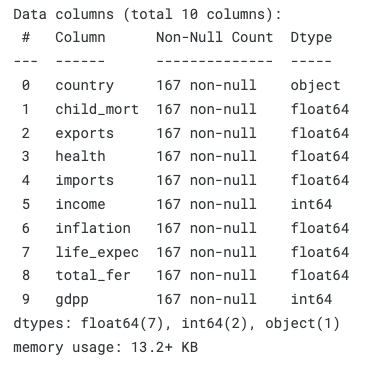 Data columns (total 10 columns):
 #   Column      Non-Null Count  Dtype
---  ------      --------------  -----
 0   country     167 non-null    object
 1   child_mort  167 non-null    float64
 2   exports     167 non-null    float64
 3   health      167 non-null    float64
 4   imports     167 non-null    float64
 5   income      167 non-null    int64
 6   inflation   167 non-null    float64
 7   life_expec  167 non-null    float64
 8   total_fer   167 non-null    float64
 9   gdpp        167 non-null    int64
dtypes: float64(7), int64(2), object(1)
memory usage: 13.2+ KB